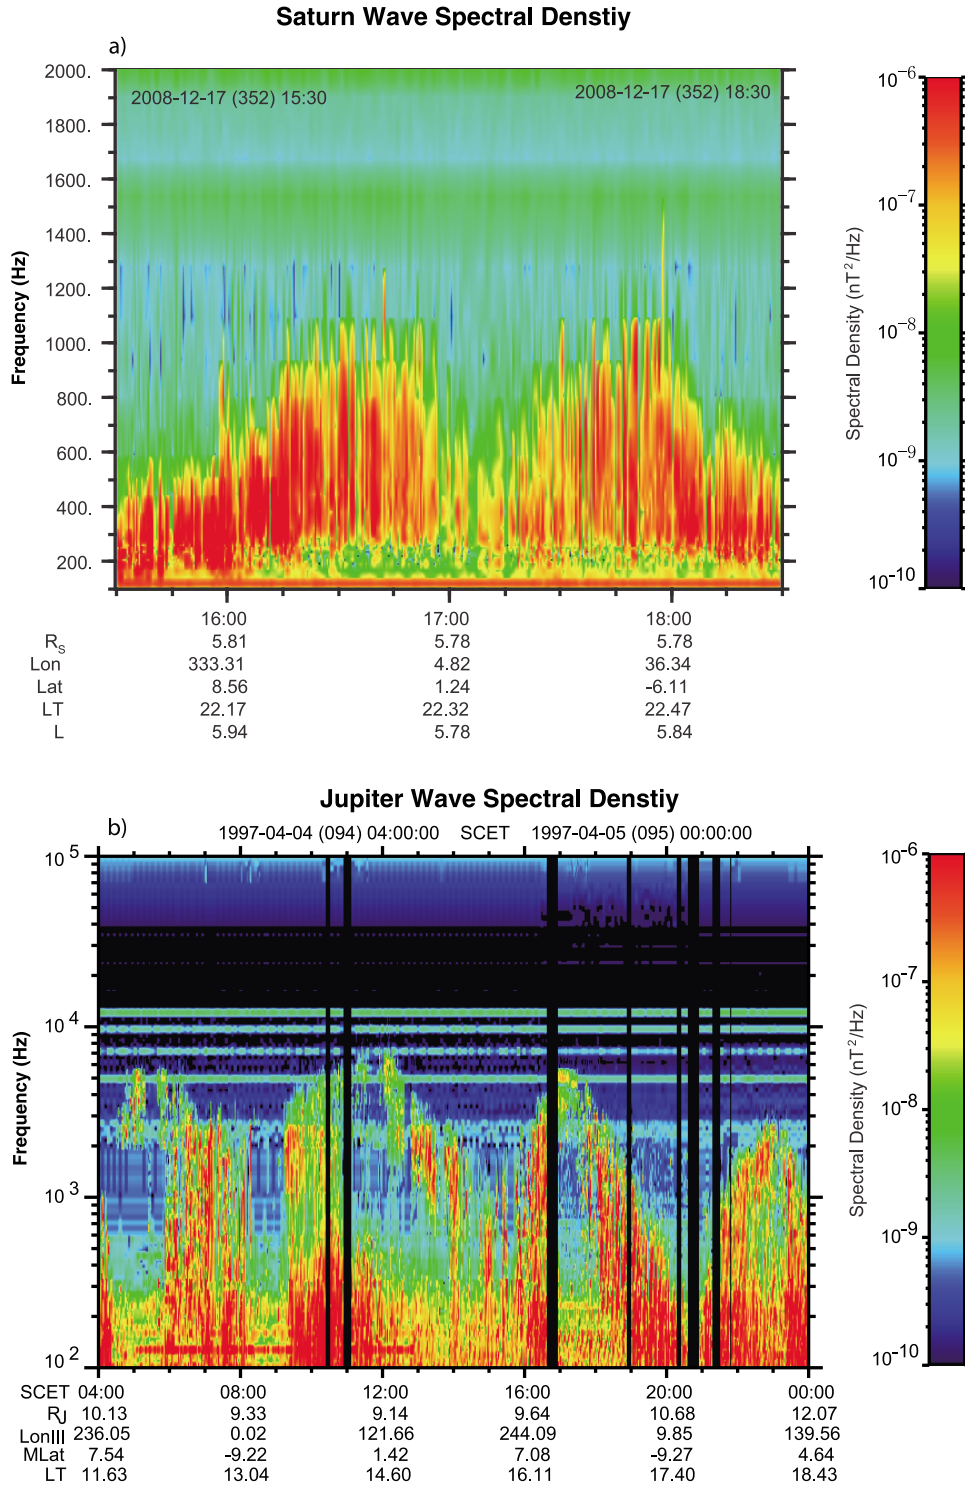 Saturn Wave Spectral Denstiy
a)
2008-12-17 (352) 15:30
2008-12-17 (352) 18:30
2000.
1800.
1600.
1400.
1200.
1000.
800.
600.
400.
200.
Frequency (Hz)
10⁻⁶
10⁻⁷
10⁻⁸
10⁻⁹
10⁻¹⁰
Spectral Density (nT²/Hz)
16:00 17:00 18:00
R_S 5.81 5.78 5.78
Lon 333.31 4.82 36.34
Lat 8.56 1.24 -6.11
LT 22.17 22.32 22.47
L 5.94 5.78 5.84
Jupiter Wave Spectral Denstiy
b)
1997-04-04 (094) 04:00:00 SCET 1997-04-05 (095) 00:00:00
10⁵
10⁴
10³
10²
Frequency (Hz)
10⁻⁶
10⁻⁷
10⁻⁸
10⁻⁹
10⁻¹⁰
Spectral Density (nT²/Hz)
SCET 04:00 08:00 12:00 16:00 20:00 00:00
R_J 10.13 9.33 9.14 9.64 10.68 12.07
LonIII 236.05 0.02 121.66 244.09 9.85 139.56
MLat 7.54 -9.22 1.42 7.08 -9.27 4.64
LT 11.63 13.04 14.60 16.11 17.40 18.43